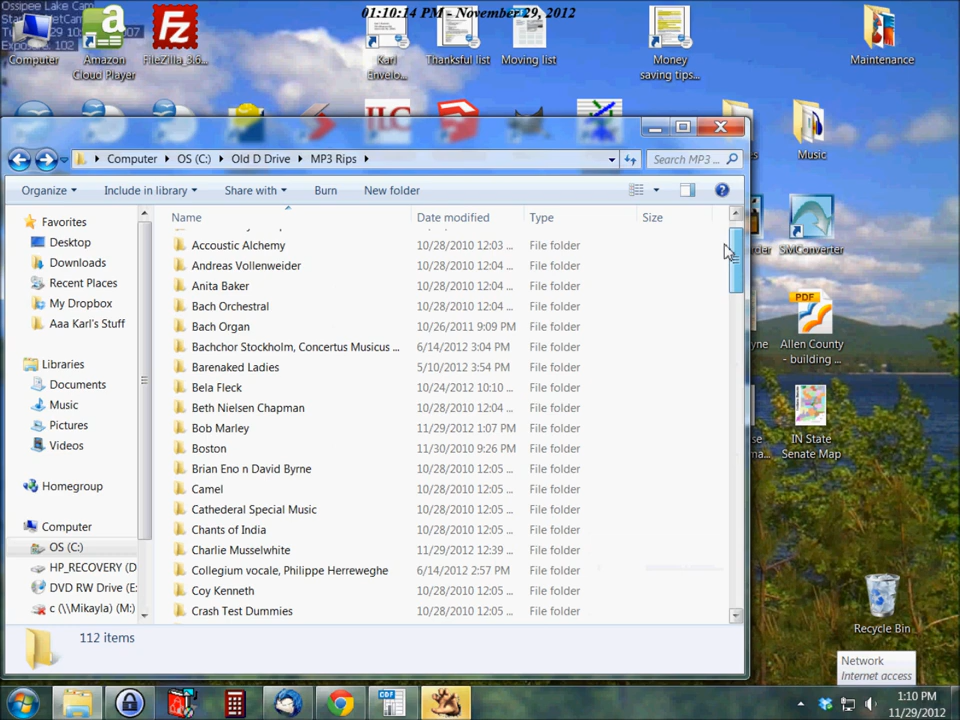 01:10:14 PM - November 29, 2012
Ossipee Lake Cam
Computer
Amazon
Cloud Player
FileZilla_3.6...
Karl
Envelo...
Thankful list
Moving list
Money
saving tips...
Maintenance
JLC
Music
SMConverter
PDF
Allen County
- building ...
IN State
Senate Map
Recycle Bin
Computer
OS (C:)
Old D Drive
MP3 Rips
Search MP3 ...
Organize
Include in library
Share with
Burn
New folder
Name
Date modified
Type
Size
Favorites
Desktop
Downloads
Recent Places
My Dropbox
Aaa Karl's Stuff
Libraries
Documents
Music
Pictures
Videos
Homegroup
Computer
OS (C:)
HP_RECOVERY (D
DVD RW Drive (E:
c (\\Mikayla) (M:)
Accoustic Alchemy 10/28/2010 12:03 ... File folder
Andreas Vollenweider 10/28/2010 12:04 ... File folder
Anita Baker 10/28/2010 12:04 ... File folder
Bach Orchestral 10/28/2010 12:04 ... File folder
Bach Organ 10/26/2011 9:09 PM File folder
Bachchor Stockholm, Concertus Musicus ... 6/14/2012 3:04 PM File folder
Barenaked Ladies 5/10/2012 3:54 PM File folder
Bela Fleck 10/24/2012 10:10 ... File folder
Beth Nielsen Chapman 10/28/2010 12:04 ... File folder
Bob Marley 11/29/2012 1:07 PM File folder
Boston 11/30/2010 9:26 PM File folder
Brian Eno n David Byrne 10/28/2010 12:05 ... File folder
Camel 10/28/2010 12:05 ... File folder
Cathederal Special Music 10/28/2010 12:05 ... File folder
Chants of India 10/28/2010 12:05 ... File folder
Charlie Musselwhite 11/29/2012 12:39 ... File folder
Collegium vocale, Philippe Herreweghe 6/14/2012 2:57 PM File folder
Coy Kenneth 10/28/2010 12:05 ... File folder
Crash Test Dummies 10/28/2010 12:05 ... File folder
112 items
Network
Internet access
CDF
1:10 PM
11/29/2012